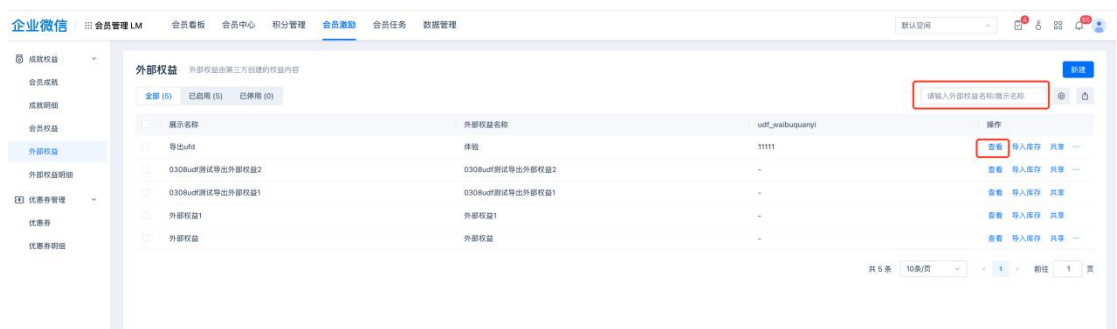 企业微信 会员管理 LM 会员看板 会员中心 积分管理 会员激励 会员任务 数据管理 默认空间 4
成就权益
会员成就
成就明细
会员权益
外部权益
外部权益明细
优惠券管理
优惠券
优惠券明细
外部权益 外部权益由第三方创建的权益内容 新建
全部 (5) 已启用 (5) 已停用 (0) 请输入外部权益名称/展示名称
展示名称 外部权益名称 udf_waibuquanyi 操作
导出ufd 体验 11111 查看 导入库存 共享 ···
0308udf测试导出外部权益2 0308udf测试导出外部权益2 - 查看 导入库存 共享 ···
0308udf测试导出外部权益1 0308udf测试导出外部权益1 - 查看 导入库存 共享
外部权益1 外部权益1 - 查看 导入库存 共享
外部权益 外部权益 - 查看 导入库存 共享 ···
共 5 条 10条/页 ‹ 1 › 前往 1 页